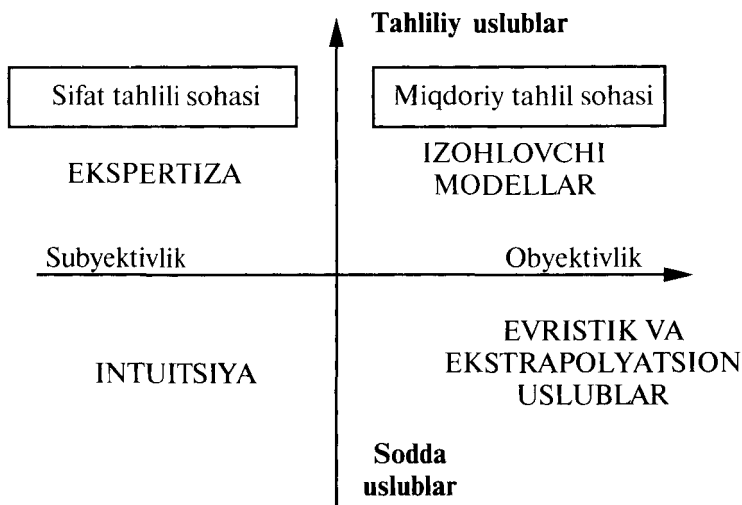 Tahliliy uslublar
Sifat tahlili sohasi
Miqdoriy tahlil sohasi
EKSPERTIZA
IZOHLOVCHI
MODELLAR
Subyektivlik
Obyektivlik
INTUITSIYA
EVRISTIK VA
EKSTRAPOLYATSION
USLUBLAR
Sodda
uslublar